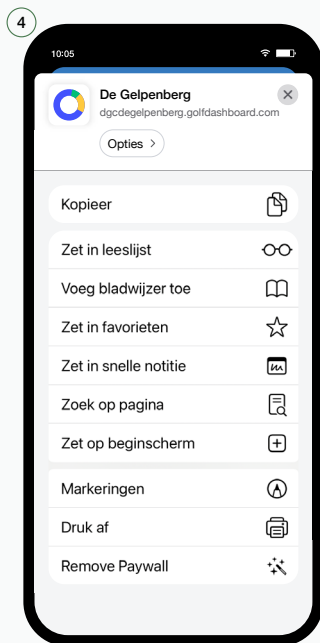 4
10:05
De Gelpenberg
dgcdegelpenberg.golfdashboard.com
Opties >
Kopieer
Zet in leeslijst
Voeg bladwijzer toe
Zet in favorieten
Zet in snelle notitie
Zoek op pagina
Zet op beginscherm
Markeringen
Druk af
Remove Paywall